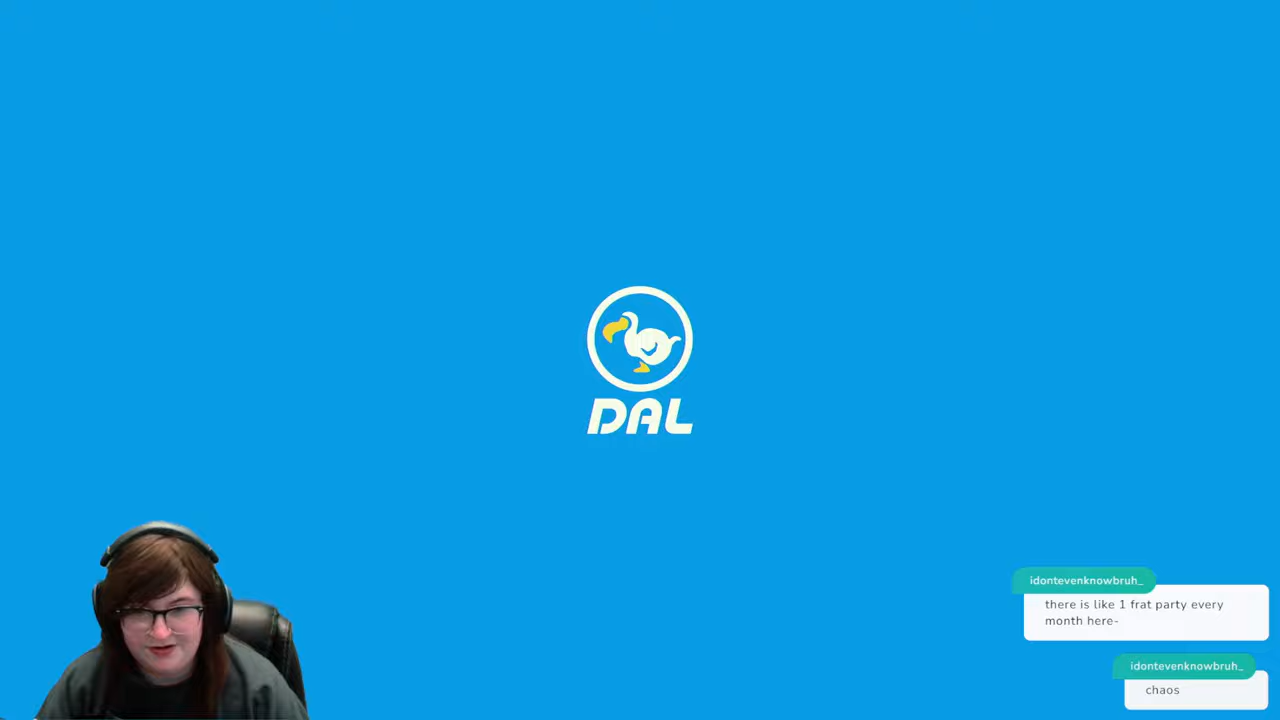 DAL
idontevenknowbruh_
there is like 1 frat party every
month here-
idontevenknowbruh_
chaos